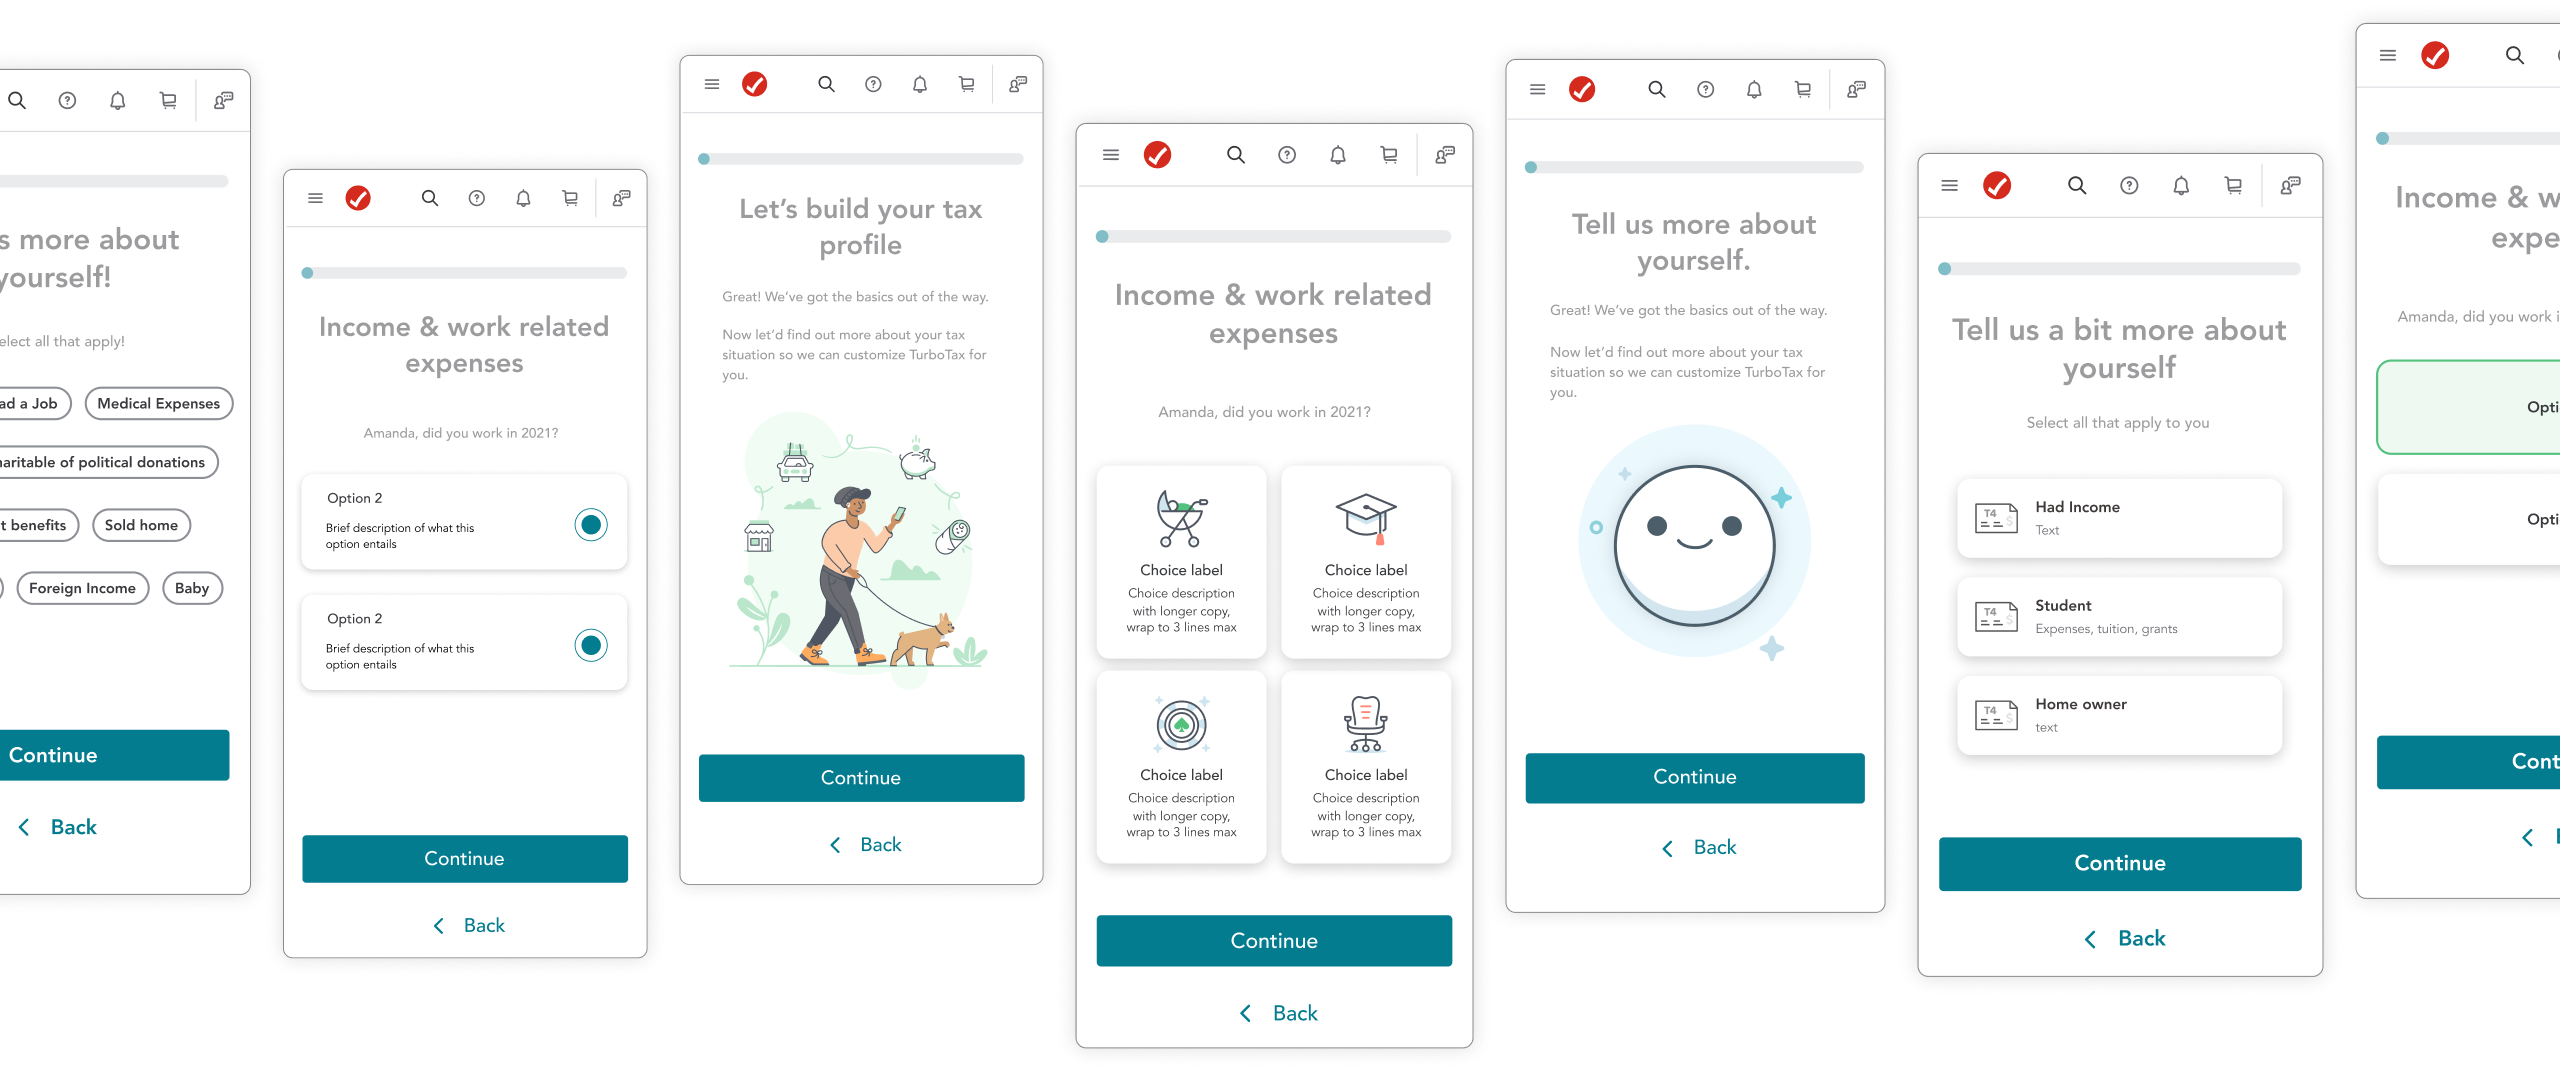 s more about
yourself!
elect all that apply!
ad a Job
Medical Expenses
haritable of political donations
t benefits
Sold home
Foreign Income
Baby
Continue
Back
Income & work related
expenses
Amanda, did you work in 2021?
Option 2
Brief description of what this
option entails
Option 2
Brief description of what this
option entails
Continue
Back
Let's build your tax
profile
Great! We've got the basics out of the way.
Now let'd find out more about your tax
situation so we can customize TurboTax for
you.
Continue
Back
Income & work related
expenses
Amanda, did you work in 2021?
Choice label
Choice description
with longer copy,
wrap to 3 lines max
Choice label
Choice description
with longer copy,
wrap to 3 lines max
Choice label
Choice description
with longer copy,
wrap to 3 lines max
Choice label
Choice description
with longer copy,
wrap to 3 lines max
Continue
Back
Tell us more about
yourself.
Great! We've got the basics out of the way.
Now let'd find out more about your tax
situation so we can customize TurboTax for
you.
Continue
Back
Tell us a bit more about
yourself
Select all that apply to you
T4
Had Income
Text
T4
Student
Expenses, tuition, grants
T4
Home owner
text
Continue
Back
Income & w
expe
Amanda, did you work i
Opti
Opti
Cont